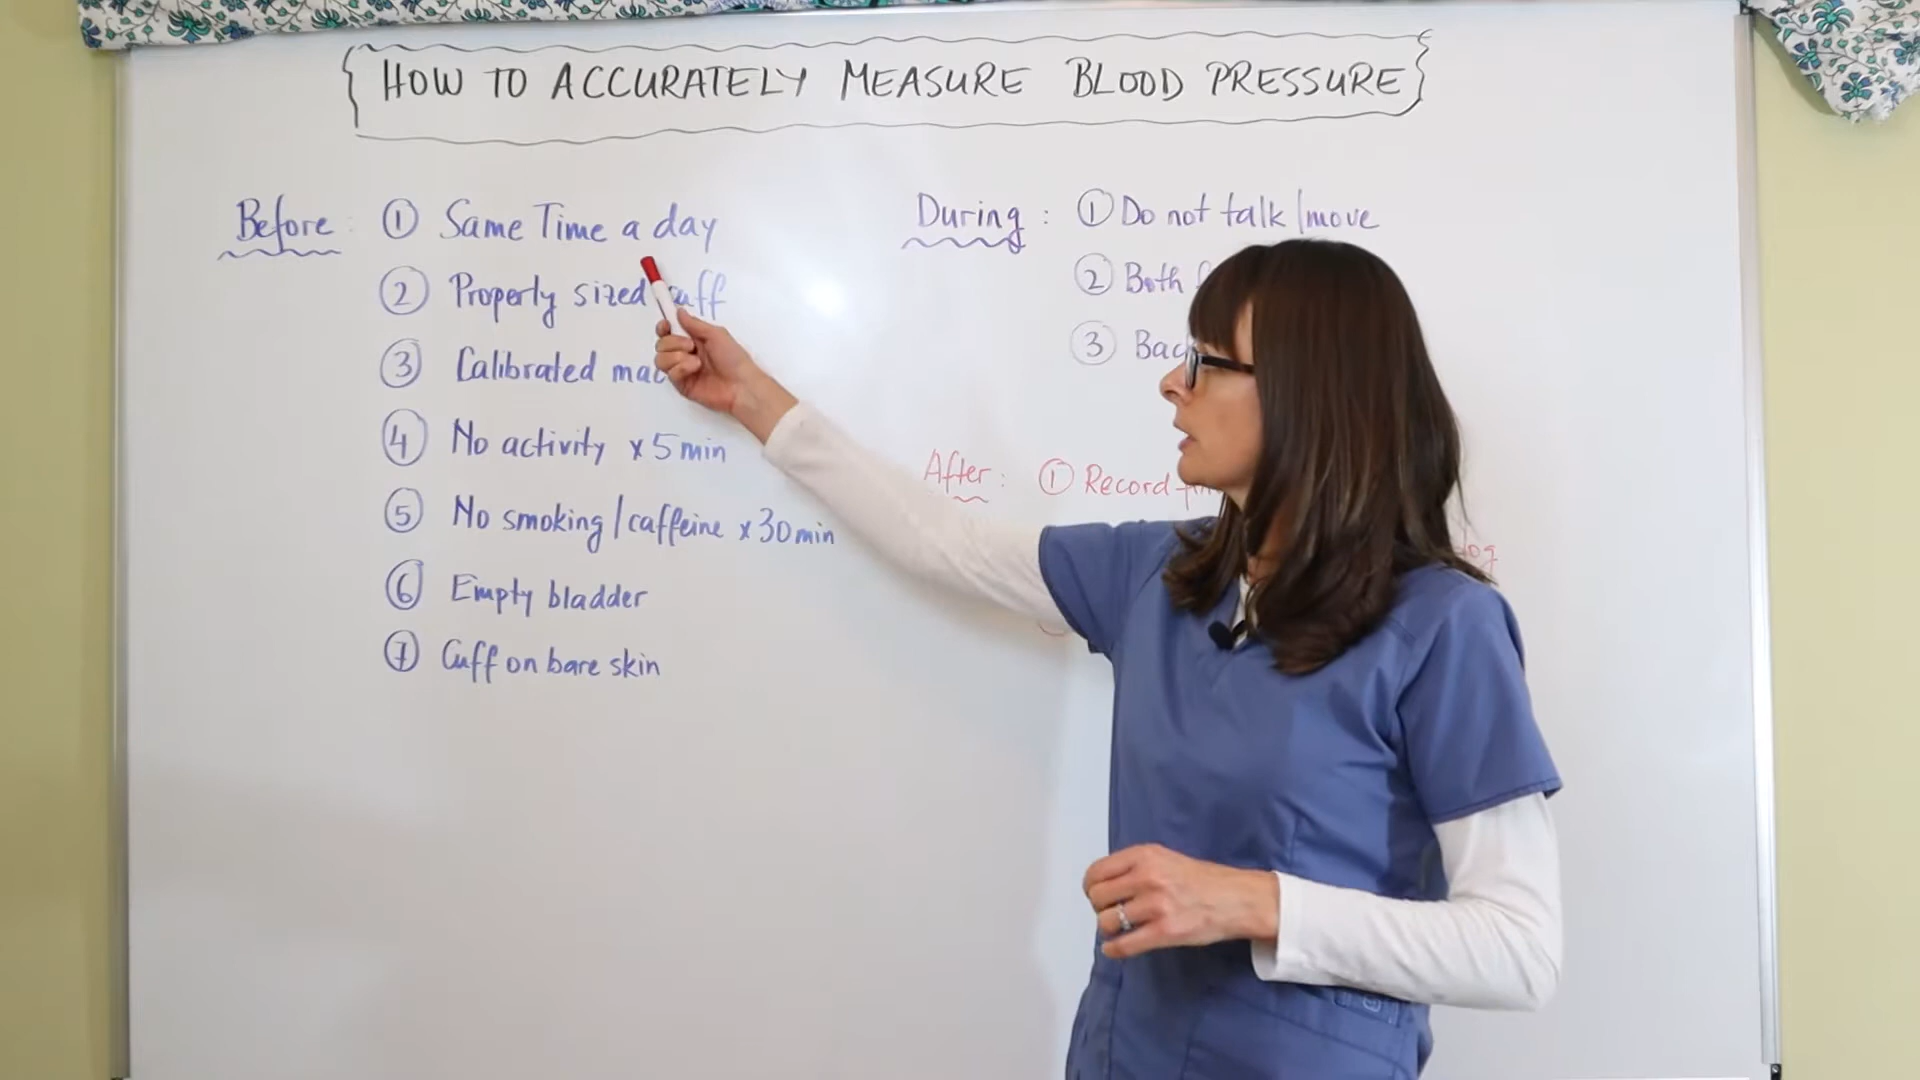 HOW TO ACCURATELY MEASURE BLOOD PRESSURE
Before: ① Same Time a day
② Properly sized cuff
③ Calibrated
④ No activity x 5 min
⑤ No smoking/caffeine x 30 min
⑥ Empty bladder
⑦ Cuff on bare skin
During: ① Do not talk/move
② Both
③
After: ① Record